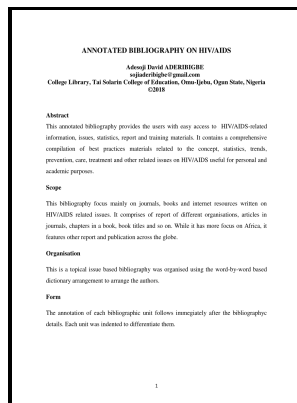 ANNOTATED BIBLIOGRAPHY ON HIV/AIDS
Adesoji David ADERIBIGBE
sojiaderibigbe@gmail.com
College Library, Tai Solarin College of Education, Omu-Ijebu, Ogun State, Nigeria
©2018
Abstract
This annotated bibliography provides the users with easy access to HIV/AIDS-related
information, issues, statistics, report and training materials. It contains a comprehensive
compilation of best practices materials related to the concept, statistics, trends,
prevention, care, treatment and other related issues on HIV/AIDS useful for personal and
academic purposes.
Scope
This bibliography focus mainly on journals, books and internet resources written on
HIV/AIDS related issues. It comprises of report of different organisations, articles in
journals, chapters in a book, book titles and so on. While it has more focus on Africa, it
features other report and publication across the globe.
Organisation
This is a topical issue based bibliography was organised using the word-by-word based
dictionary arrangement to arrange the authors.
Form
The annotation of each bibliographic unit follows immegiately after the bibliographyc
details. Each unit was indented to differentiate them.
1